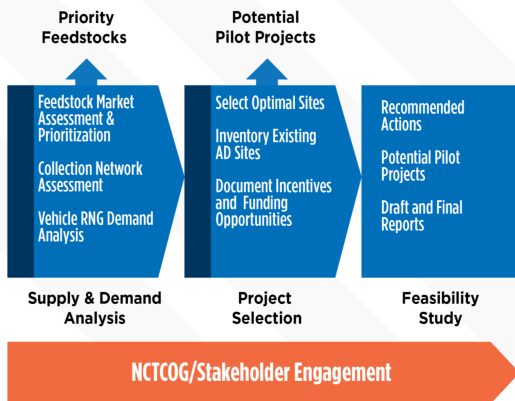 Priority
Feedstocks
Potential
Pilot Projects
Feedstock Market
Assessment &
Prioritization
Collection Network
Assessment
Vehicle RNG Demand
Analysis
Select Optimal Sites
Inventory Existing
AD Sites
Document Incentives
and Funding
Opportunities
Recommended
Actions
Potential Pilot
Projects
Draft and Final
Reports
Supply & Demand
Analysis
Project
Selection
Feasibility
Study
NCTCOG/Stakeholder Engagement